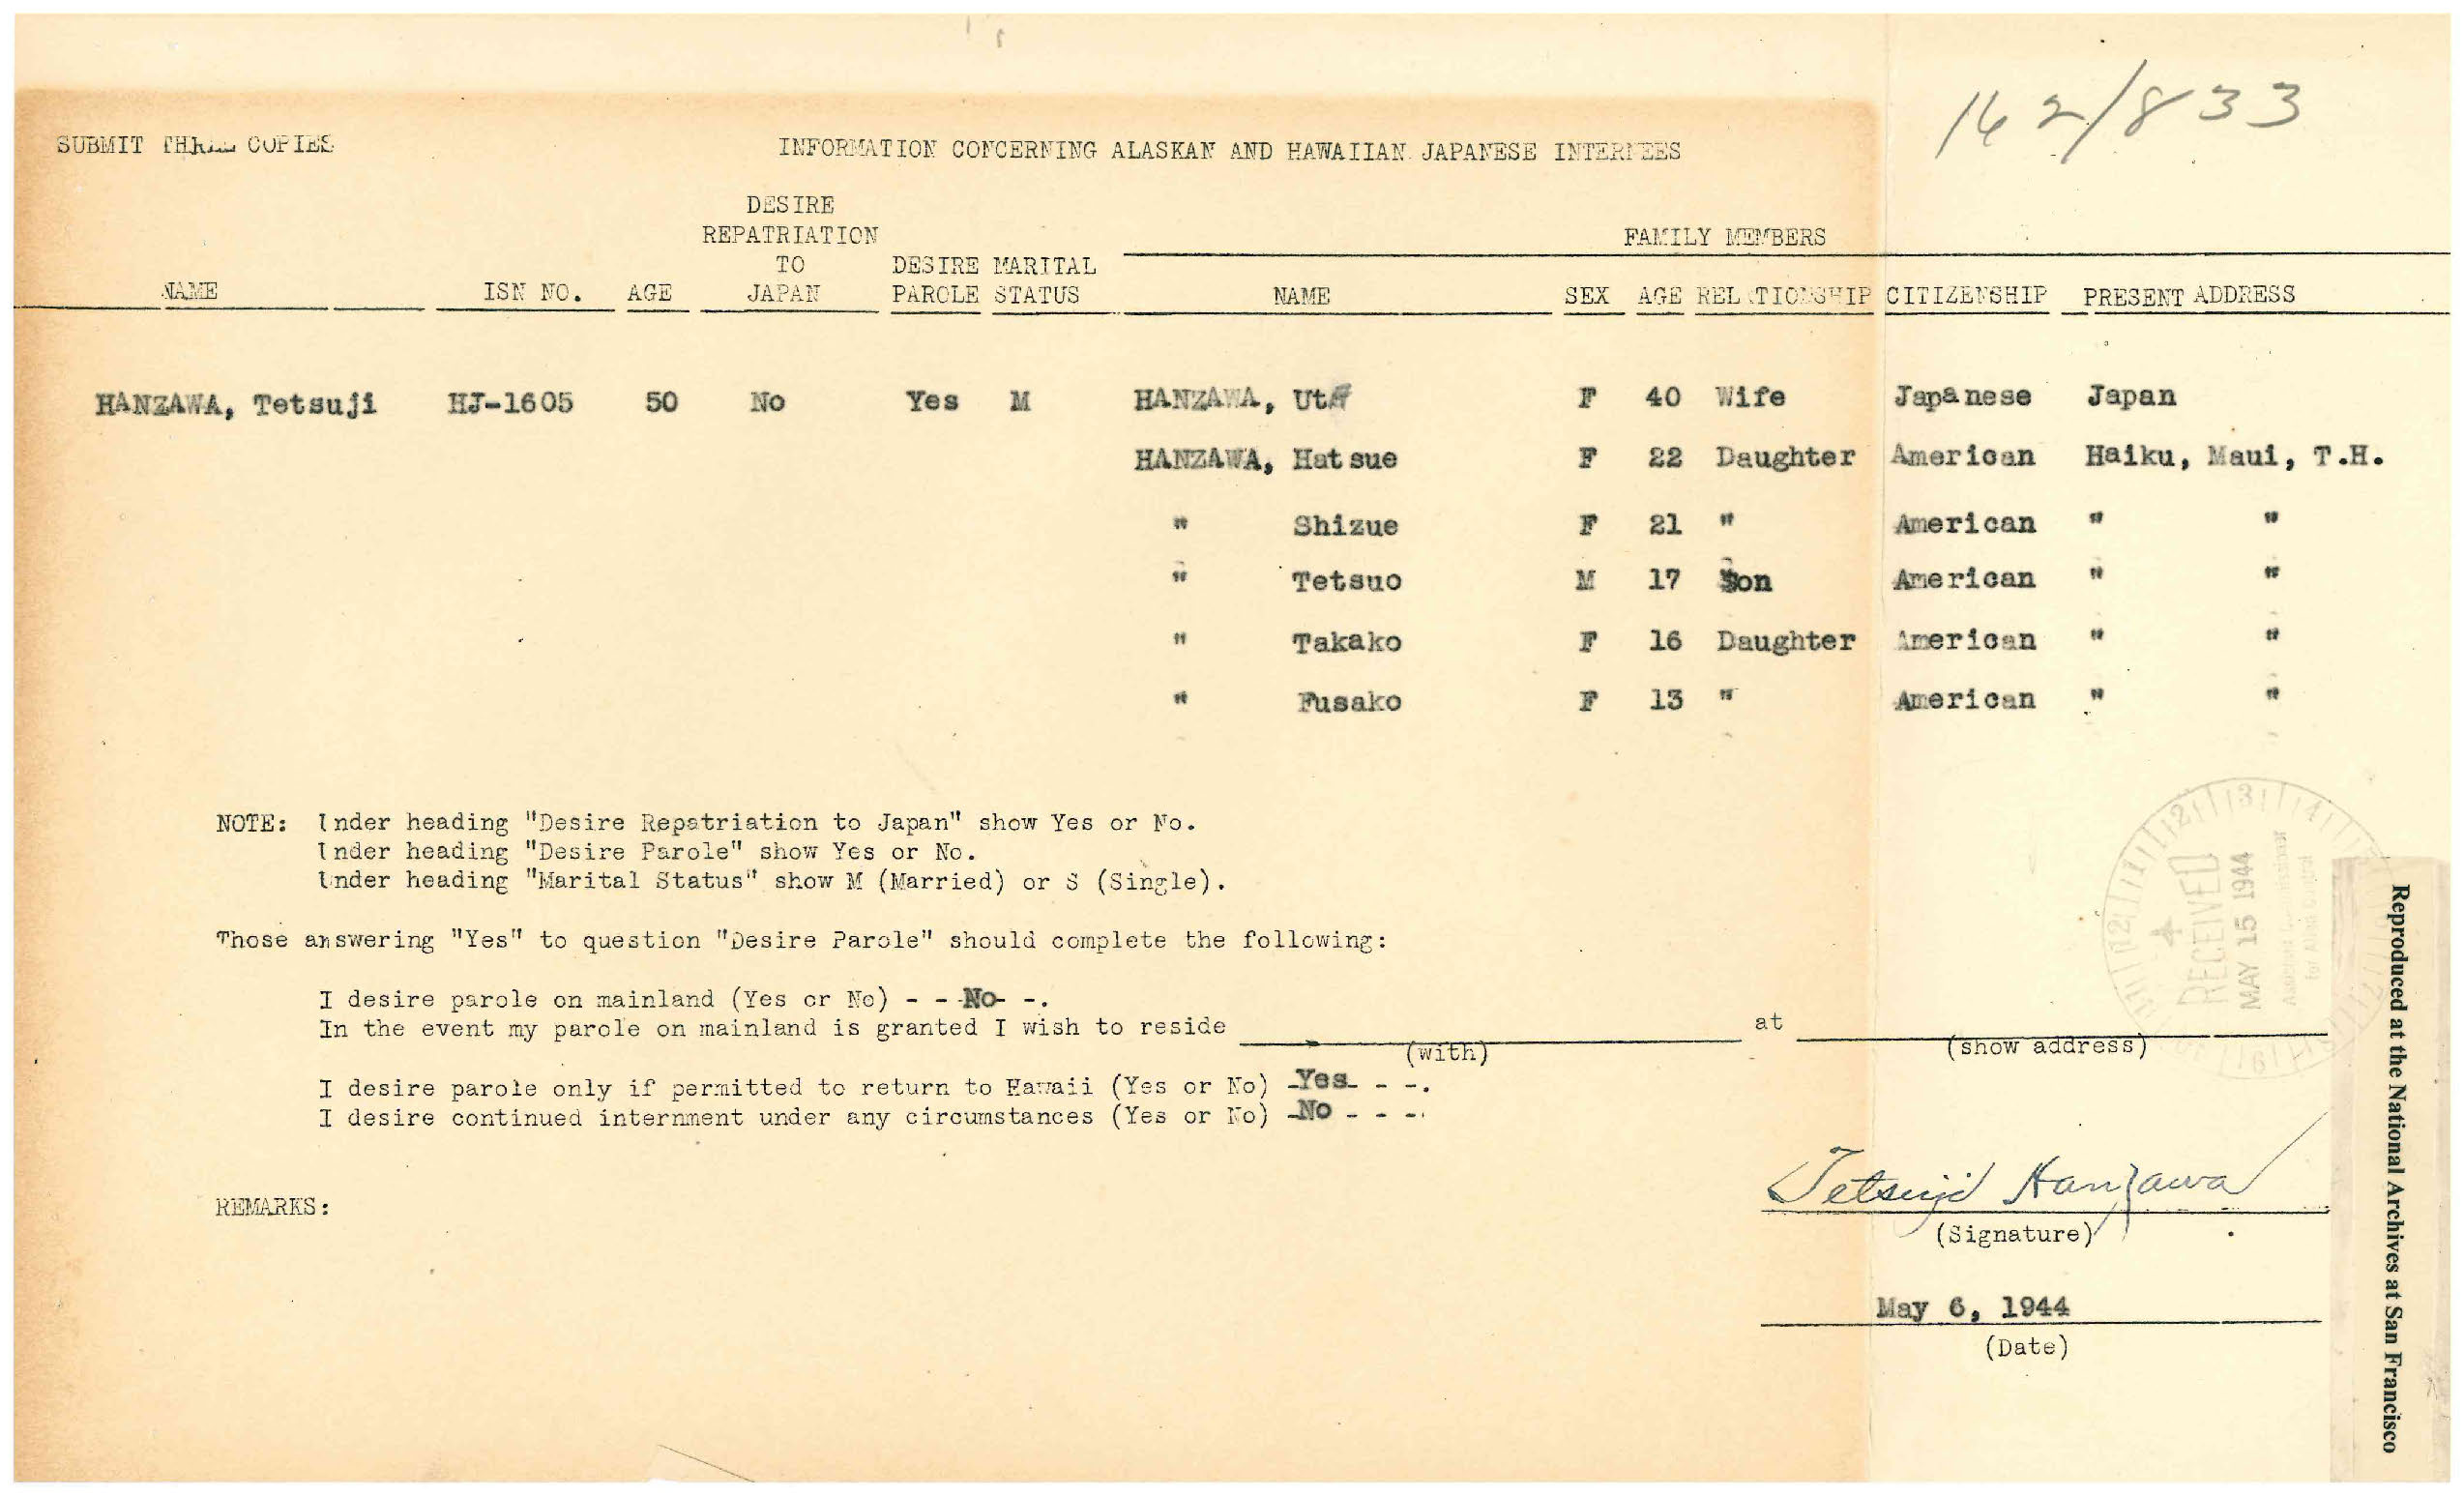 162/833
SUBMIT THREE COPIES
INFORMATION CONCERNING ALASKAN AND HAWAIIAN JAPANESE INTERNEES
DESIRE
REPATRIATION FAMILY MEMBERS
TO DESIRE MARITAL
NAME ISN NO. AGE JAPAN PAROLE STATUS NAME SEX AGE RELATIONSHIP CITIZENSHIP PRESENT ADDRESS
HANZAWA, Tetsuji HJ-1605 50 No Yes M HANZAWA, F 40 Wife Japanese Japan
HANZAWA, Hatsue F 22 Daughter American Haiku, Maui, T.H.
" Shizue F 21 " American " "
" Tetsuo M 17 Son American " "
" Takako F 16 Daughter American " "
" Fusako F 13 " American " "
NOTE: Under heading "Desire Repatriation to Japan" show Yes or No.
Under heading "Desire Parole" show Yes or No.
Under heading "Marital Status" show M (Married) or S (Single).
Those answering "Yes" to question "Desire Parole" should complete the following:
I desire parole on mainland (Yes or No) - - -No- -.
In the event my parole on mainland is granted I wish to reside ____ at ____
(with) (show address)
I desire parole only if permitted to return to Hawaii (Yes or No) -Yes- - -.
I desire continued internment under any circumstances (Yes or No) -No - - -.
REMARKS:
Tetsuji Hanzawa
(Signature)
May 6, 1944
(Date)
RECEIVED
MAY 15 1944
Reproduced at the National Archives at San Francisco